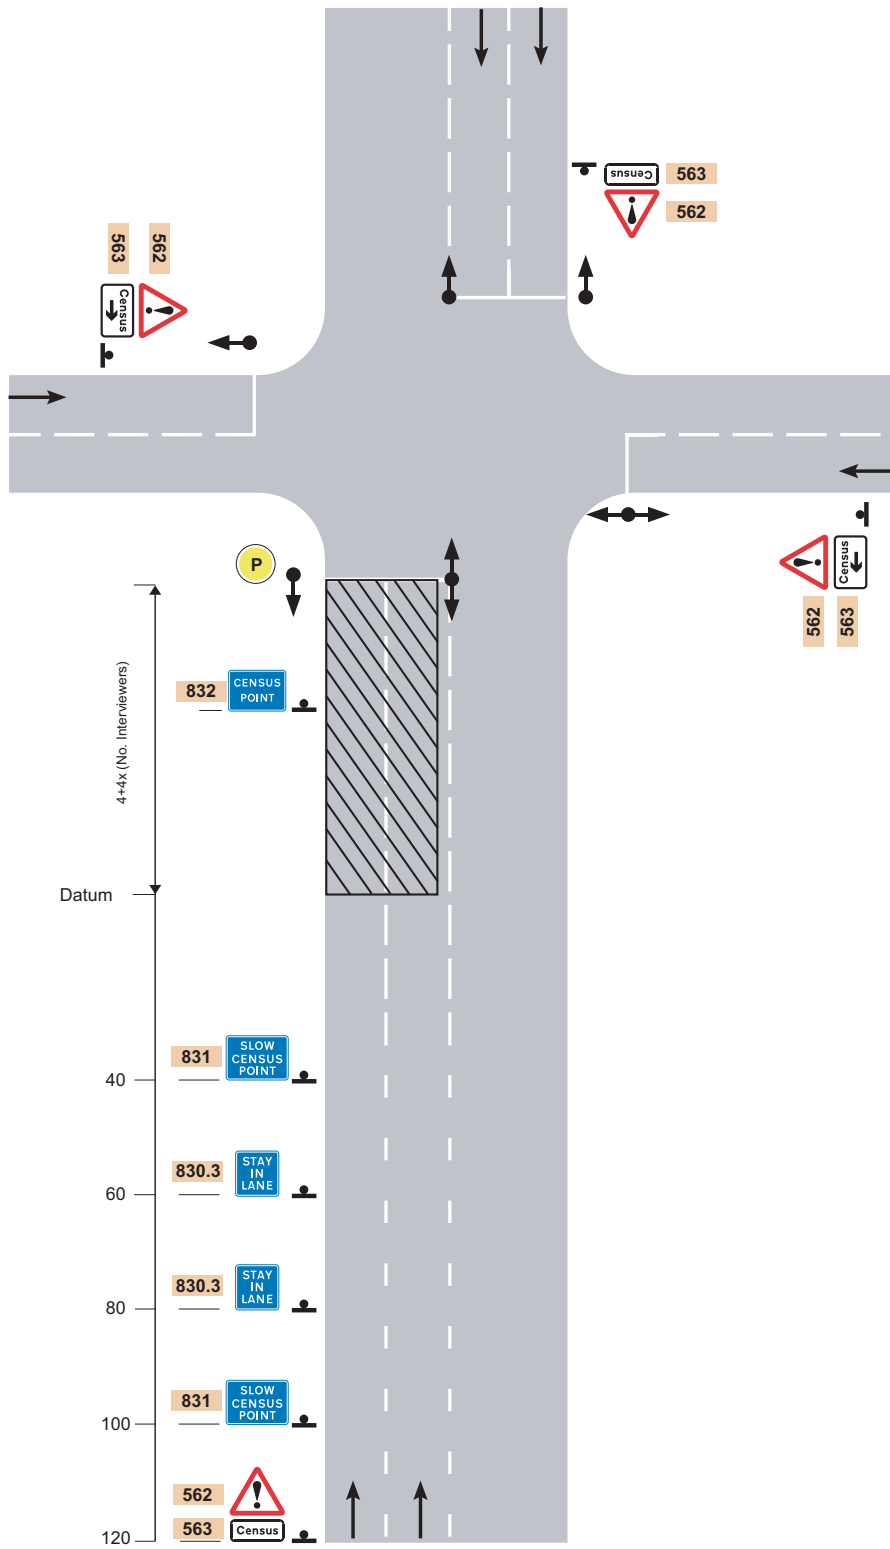 Census
563
562
563
562
Census
P
4+4x (No. Interviewers)
832
CENSUS
POINT
Census
562
563
Datum
831
SLOW
CENSUS
POINT
40
830.3
STAY
IN
LANE
60
830.3
STAY
IN
LANE
80
831
SLOW
CENSUS
POINT
100
562
!
563
Census
120